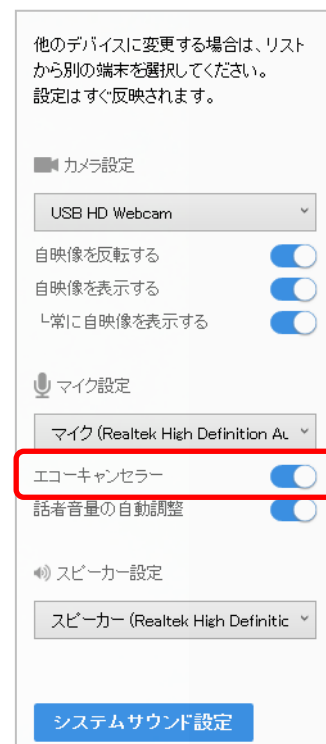 他のデバイスに変更する場合は、リスト
から別の端末を選択してください。
設定はすぐ反映されます。
カメラ設定
USB HD Webcam
自映像を反転する
自映像を表示する
└常に自映像を表示する
マイク設定
マイク (Realtek High Definition Au
エコーキャンセラー
話者音量の自動調整
スピーカー設定
スピーカー (Realtek High Definitic
システムサウンド設定